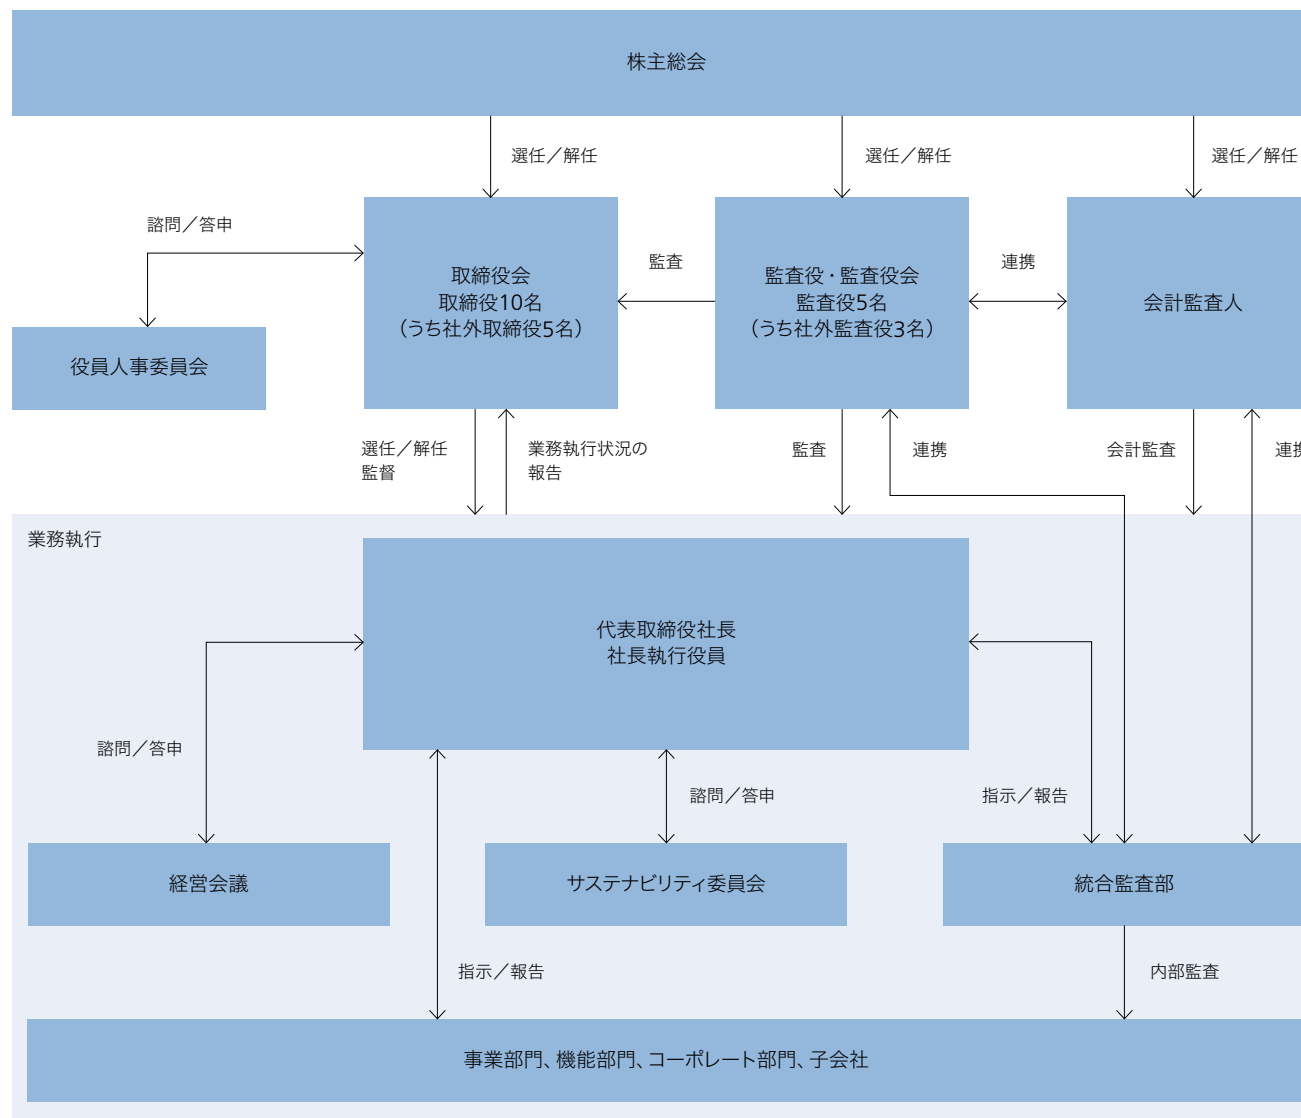 株主総会
選任／解任
選任／解任
選任／解任
諮問／答申
取締役会
取締役10名
（うち社外取締役5名）
監査
監査役・監査役会
監査役5名
（うち社外監査役3名）
連携
会計監査人
役員人事委員会
選任／解任
監督
業務執行状況の
報告
監査
連携
会計監査
連携
業務執行
代表取締役社長
社長執行役員
諮問／答申
諮問／答申
指示／報告
経営会議
サステナビリティ委員会
統合監査部
指示／報告
内部監査
事業部門、機能部門、コーポレート部門、子会社